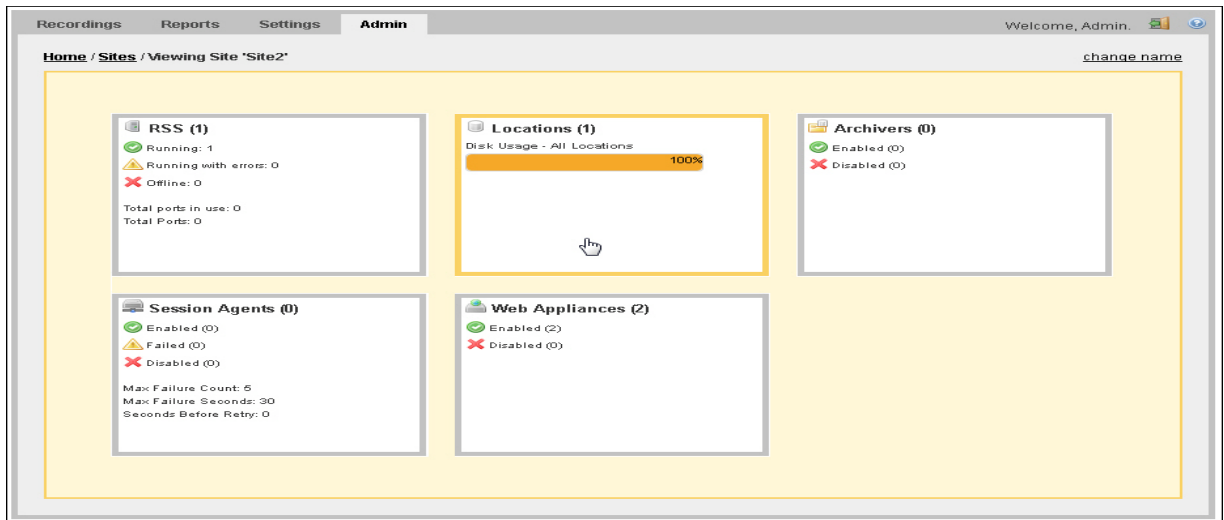 Recordings Reports Settings Admin Welcome, Admin.
Home / Sites / Viewing Site 'Site2' change name
RSS (1)
Running: 1
Running with errors: 0
Offline: 0
Total ports in use: 0
Total Ports: 0
Locations (1)
Disk Usage - All Locations
100%
Archivers (0)
Enabled (0)
Disabled (0)
Session Agents (0)
Enabled (0)
Failed (0)
Disabled (0)
Max Failure Count: 5
Max Failure Seconds: 30
Seconds Before Retry: 0
Web Appliances (2)
Enabled (2)
Disabled (0)